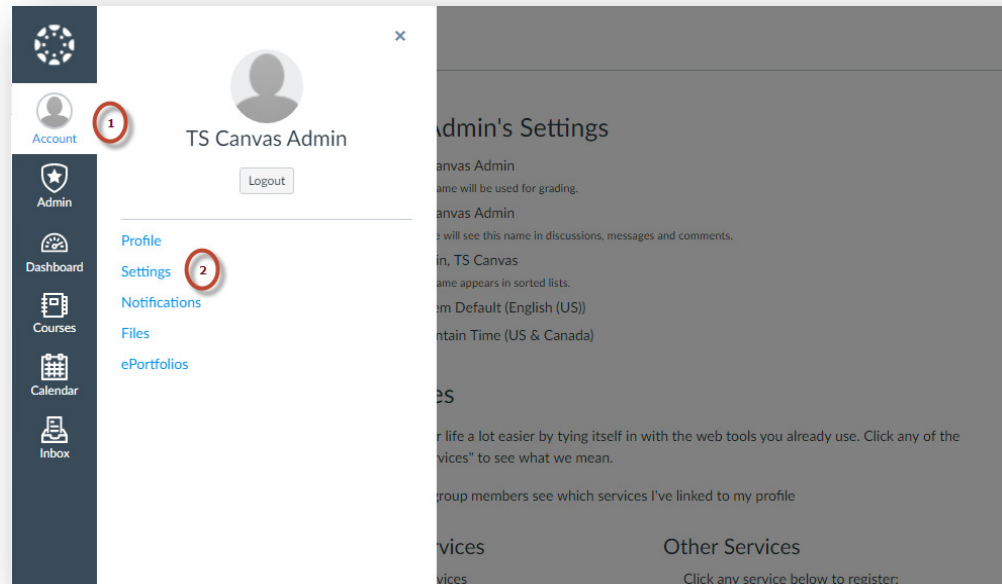 Account
Admin
Dashboard
Courses
Calendar
Inbox
1
×
TS Canvas Admin
Logout
Profile
Settings
2
Notifications
Files
ePortfolios
dmin's Settings
anvas Admin
ame will be used for grading.
anvas Admin
e will see this name in discussions, messages and comments.
in, TS Canvas
ame appears in sorted lists.
em Default (English (US))
ntain Time (US & Canada)
es
r life a lot easier by tying itself in with the web tools you already use. Click any of the
vices" to see what we mean.
group members see which services I've linked to my profile
vices
Other Services
vices
Click any service below to register: